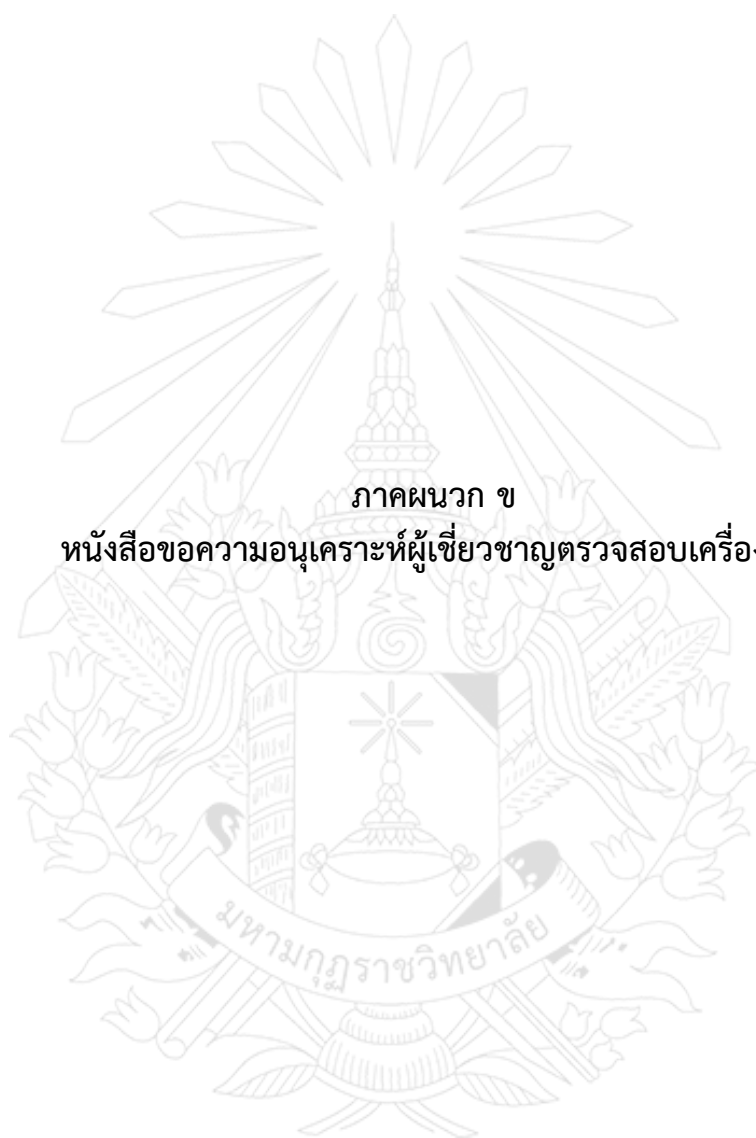 ภาคผนวก ข
หนังสือขอความอนุเคราะห์ผู้เชี่ยวชาญตรวจสอบเครื่อง
มหามกุฏราชวิทยาลัย